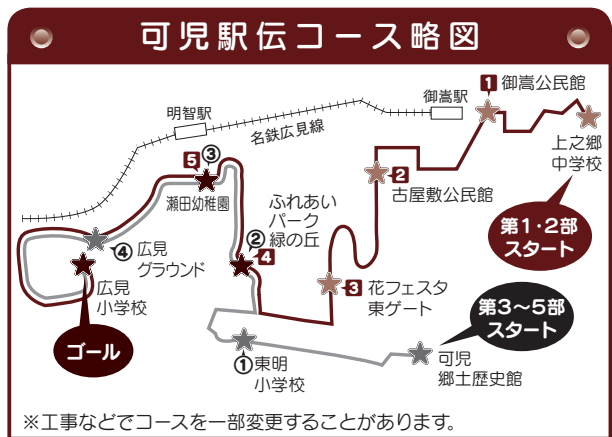 可児駅伝コース略図
1 御嵩公民館
御嵩駅
明智駅
名鉄広見線
上之郷
中学校
5 ③
瀬田幼稚園
2
古屋敷公民館
第1・2部
スタート
ふれあい
パーク
緑の丘
② 4
④ 広見
グラウンド
広見
小学校
ゴール
3 花フェスタ
東ゲート
第3~5部
スタート
① 東明
小学校
可児
郷土歴史館
※工事などでコースを一部変更することがあります。